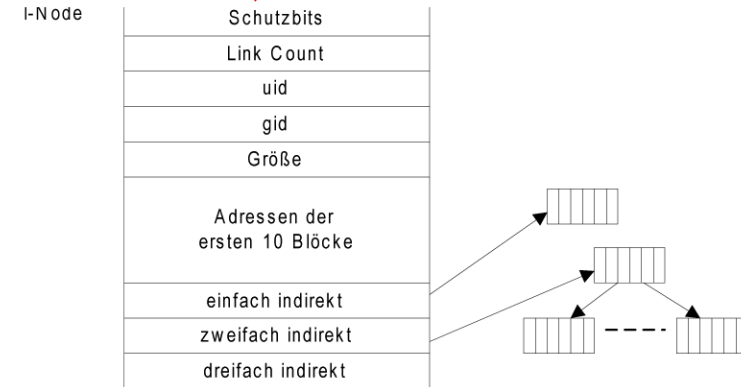 I-Node
Schutzbits
Link Count
uid
gid
Größe
Adressen der
ersten 10 Blöcke
einfach indirekt
zweifach indirekt
dreifach indirekt